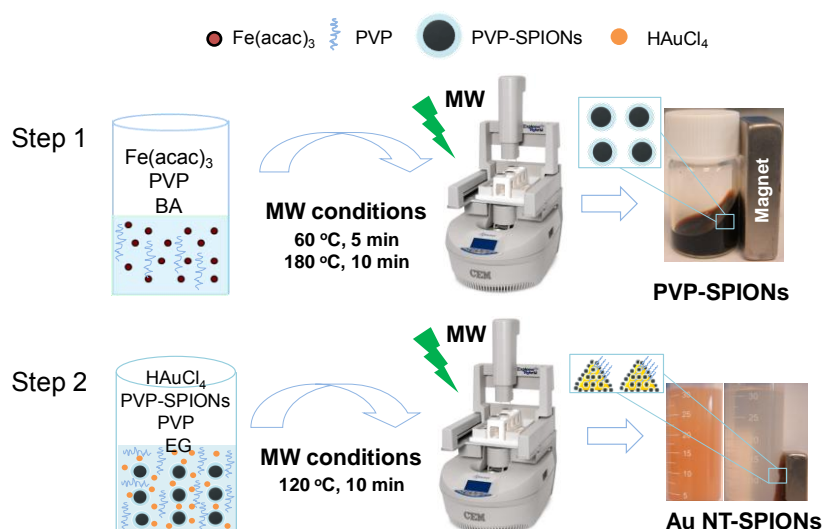 Fe(acac)3 PVP PVP-SPIONs HAuCl4
Step 1
Fe(acac)3
PVP
BA
MW
MW conditions
60 ºC, 5 min
180 ºC, 10 min
CEM
Magnet
PVP-SPIONs
Step 2
HAuCl4
PVP-SPIONs
PVP
EG
MW
MW conditions
120 ºC, 10 min
CEM
Au NT-SPIONs